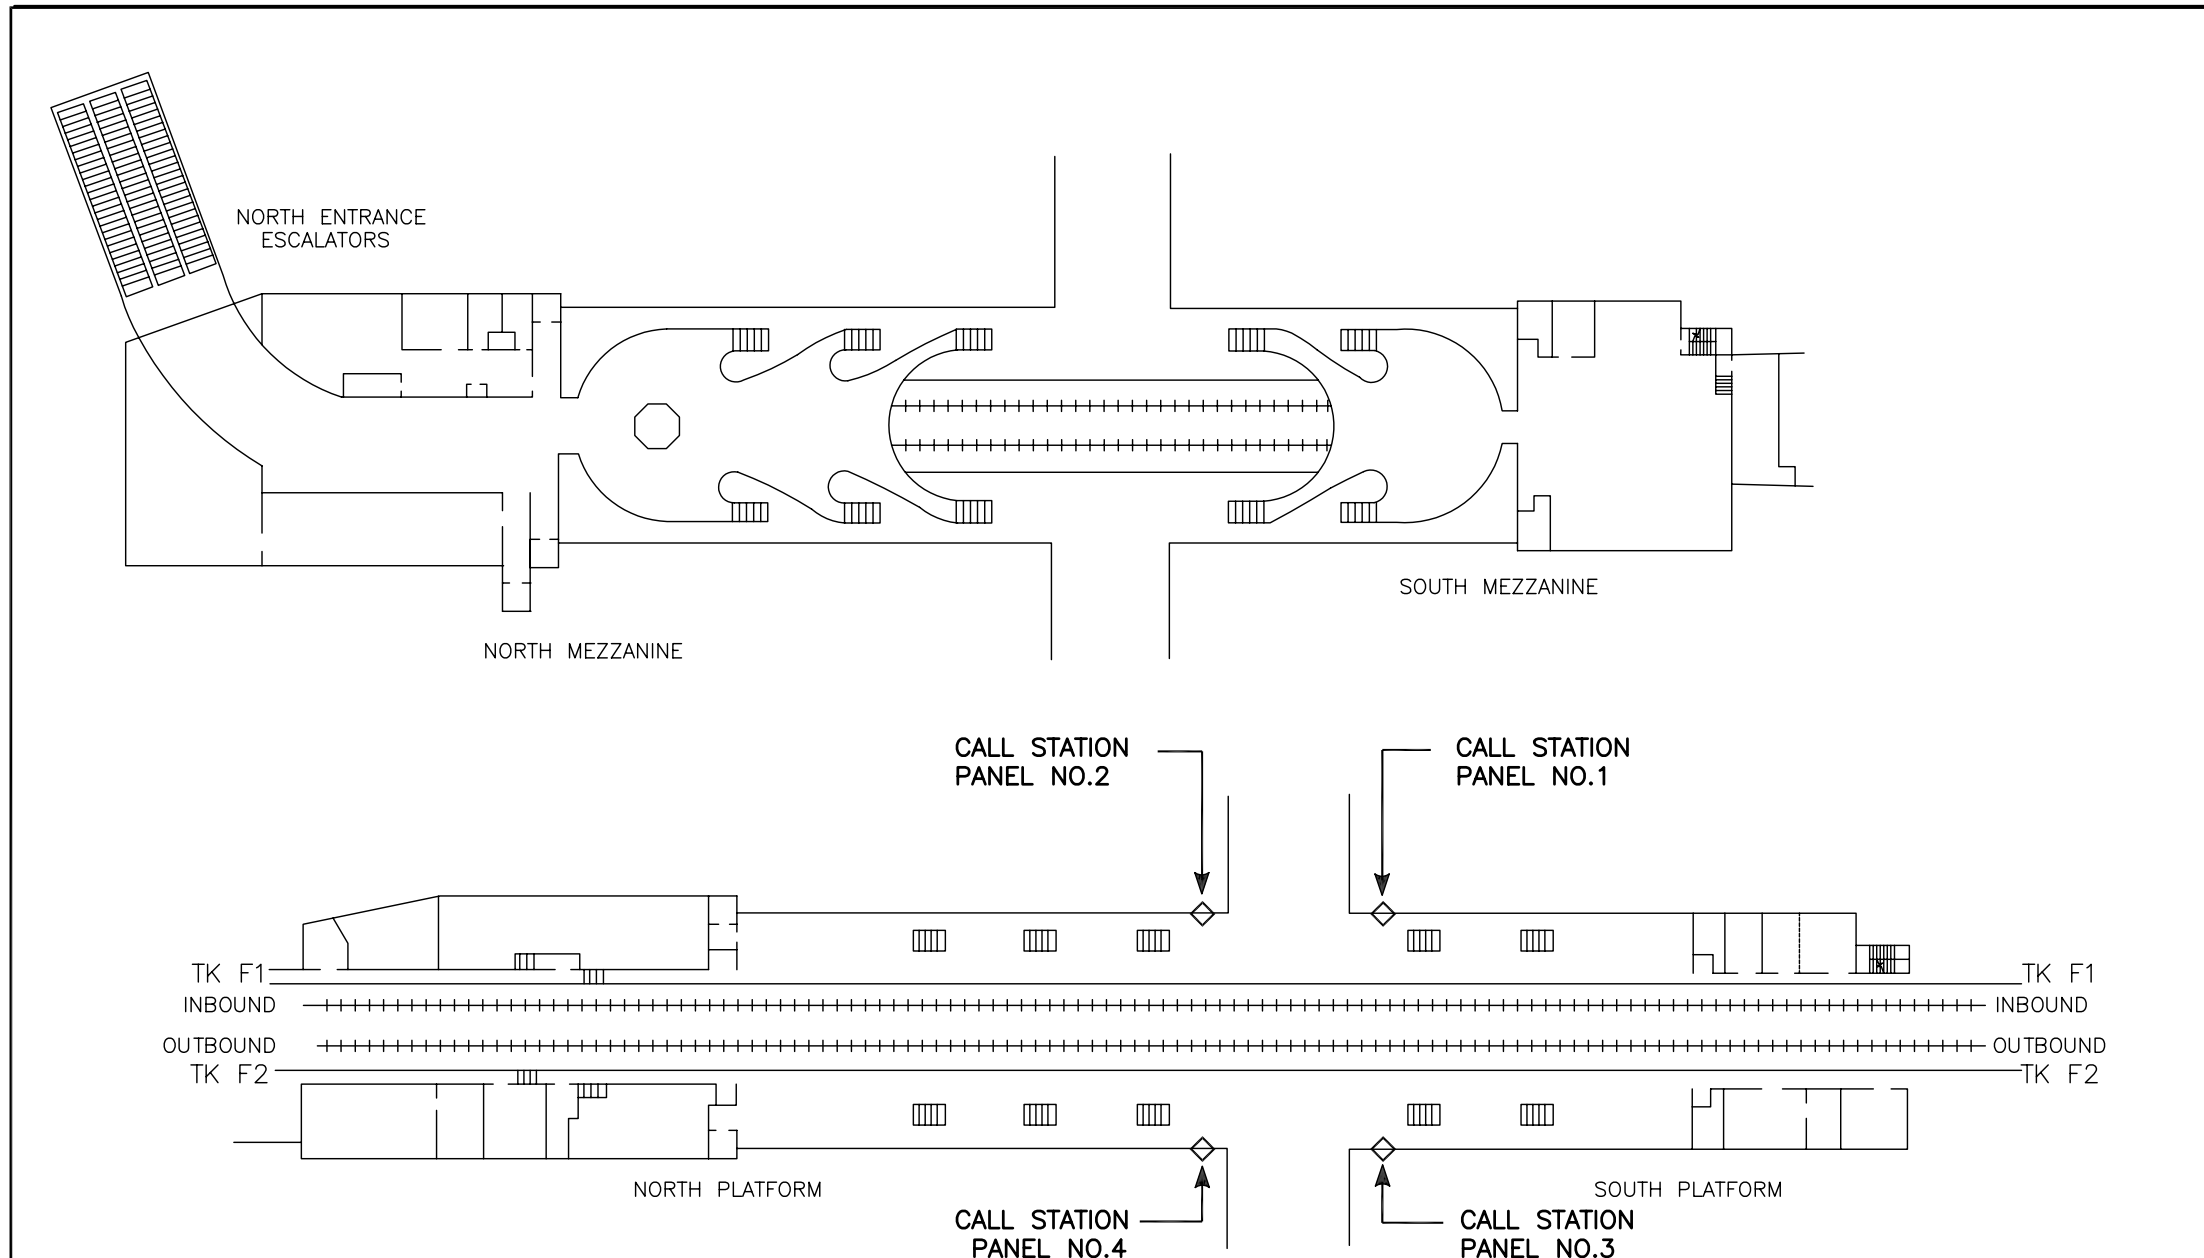 NORTH ENTRANCE
ESCALATORS
SOUTH MEZZANINE
NORTH MEZZANINE
CALL STATION
PANEL NO.2
CALL STATION
PANEL NO.1
TK F1
TK F1
INBOUND
INBOUND
OUTBOUND
OUTBOUND
TK F2
TK F2
NORTH PLATFORM
SOUTH PLATFORM
CALL STATION
PANEL NO.4
CALL STATION
PANEL NO.3